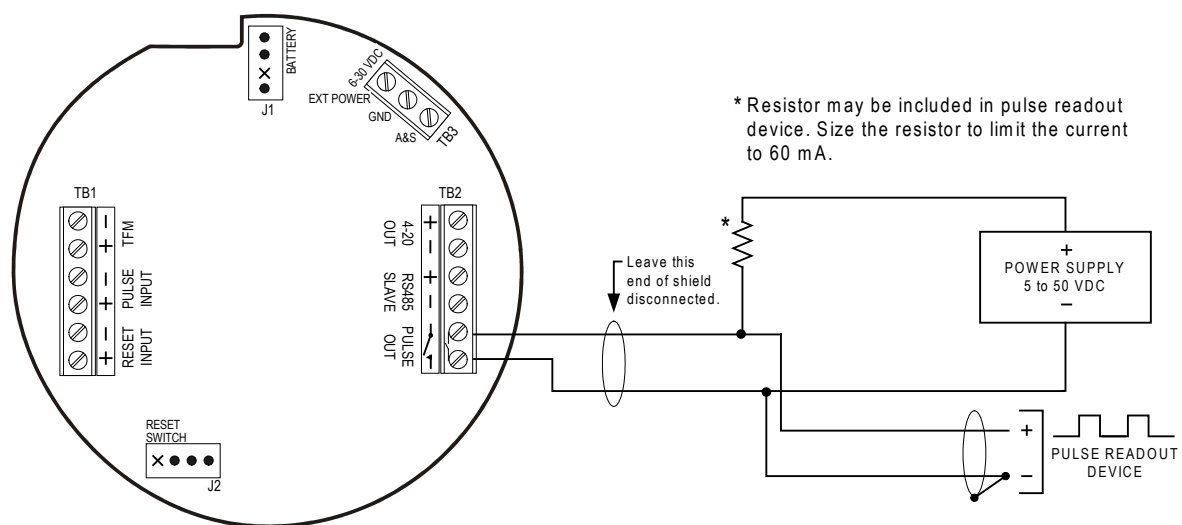 BATTERY
J1
6-30 VDC
EXT POWER
GND
A&S
TB3
* Resistor may be included in pulse readout
device. Size the resistor to limit the current
to 60 mA.
TB1
TFM
PULSE
INPUT
RESET
INPUT
− + − + − +
TB2
4-20
OUT
RS485
SLAVE
PULSE
OUT
+ − + −
Leave this
end of shield
disconnected.
*
+
POWER SUPPLY
5 to 50 VDC
−
RESET
SWITCH
J2
+
−
PULSE READOUT
DEVICE